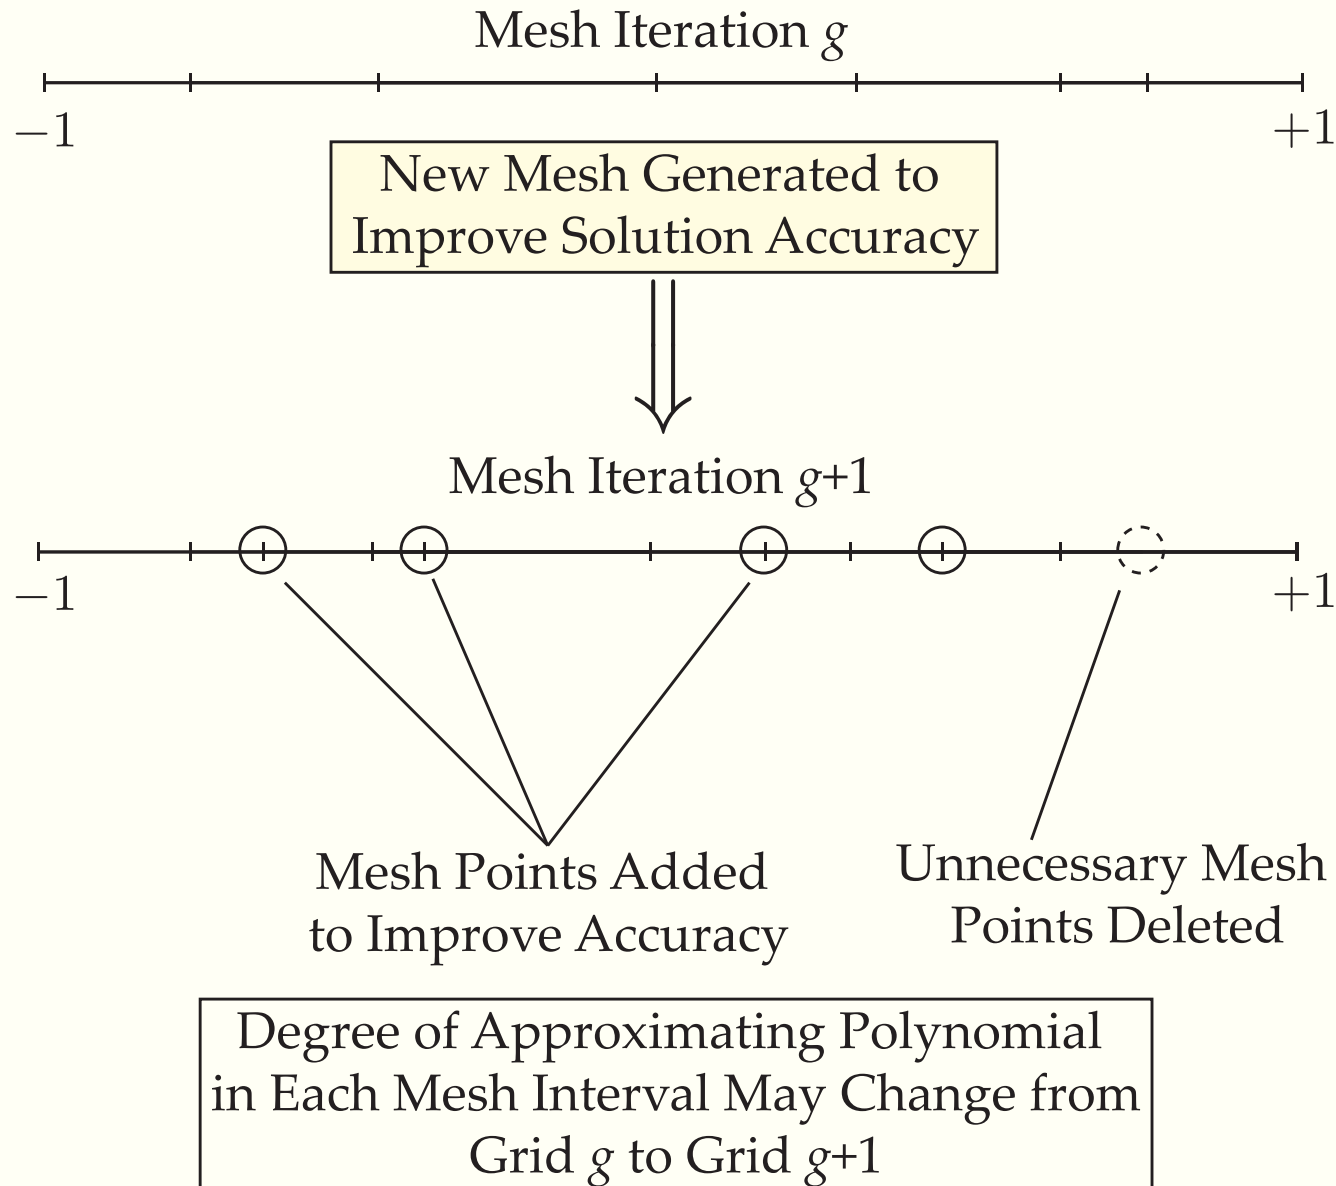 Mesh Iteration g
−1
+1
New Mesh Generated to
Improve Solution Accuracy
Mesh Iteration g+1
−1
+1
Mesh Points Added
to Improve Accuracy
Unnecessary Mesh
Points Deleted
Degree of Approximating Polynomial
in Each Mesh Interval May Change from
Grid g to Grid g+1